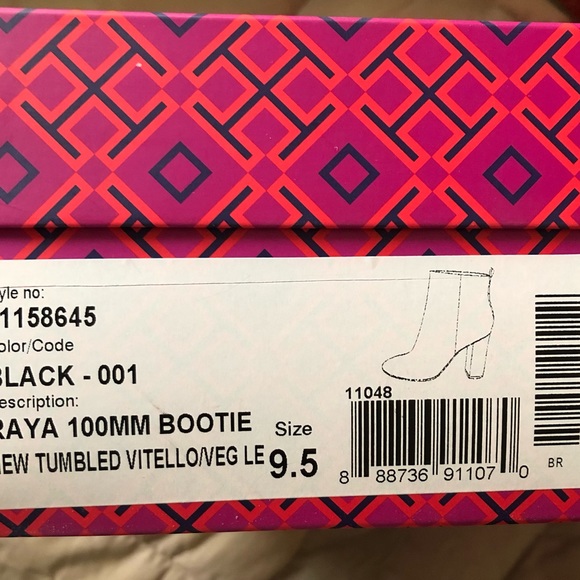 yle no:
1158645
olor/Code
BLACK - 001
escription:
RAYA 100MM BOOTIE
NEW TUMBLED VITELLO/VEG LE
Size
9.5
11048
8 88736 91107 0
BR